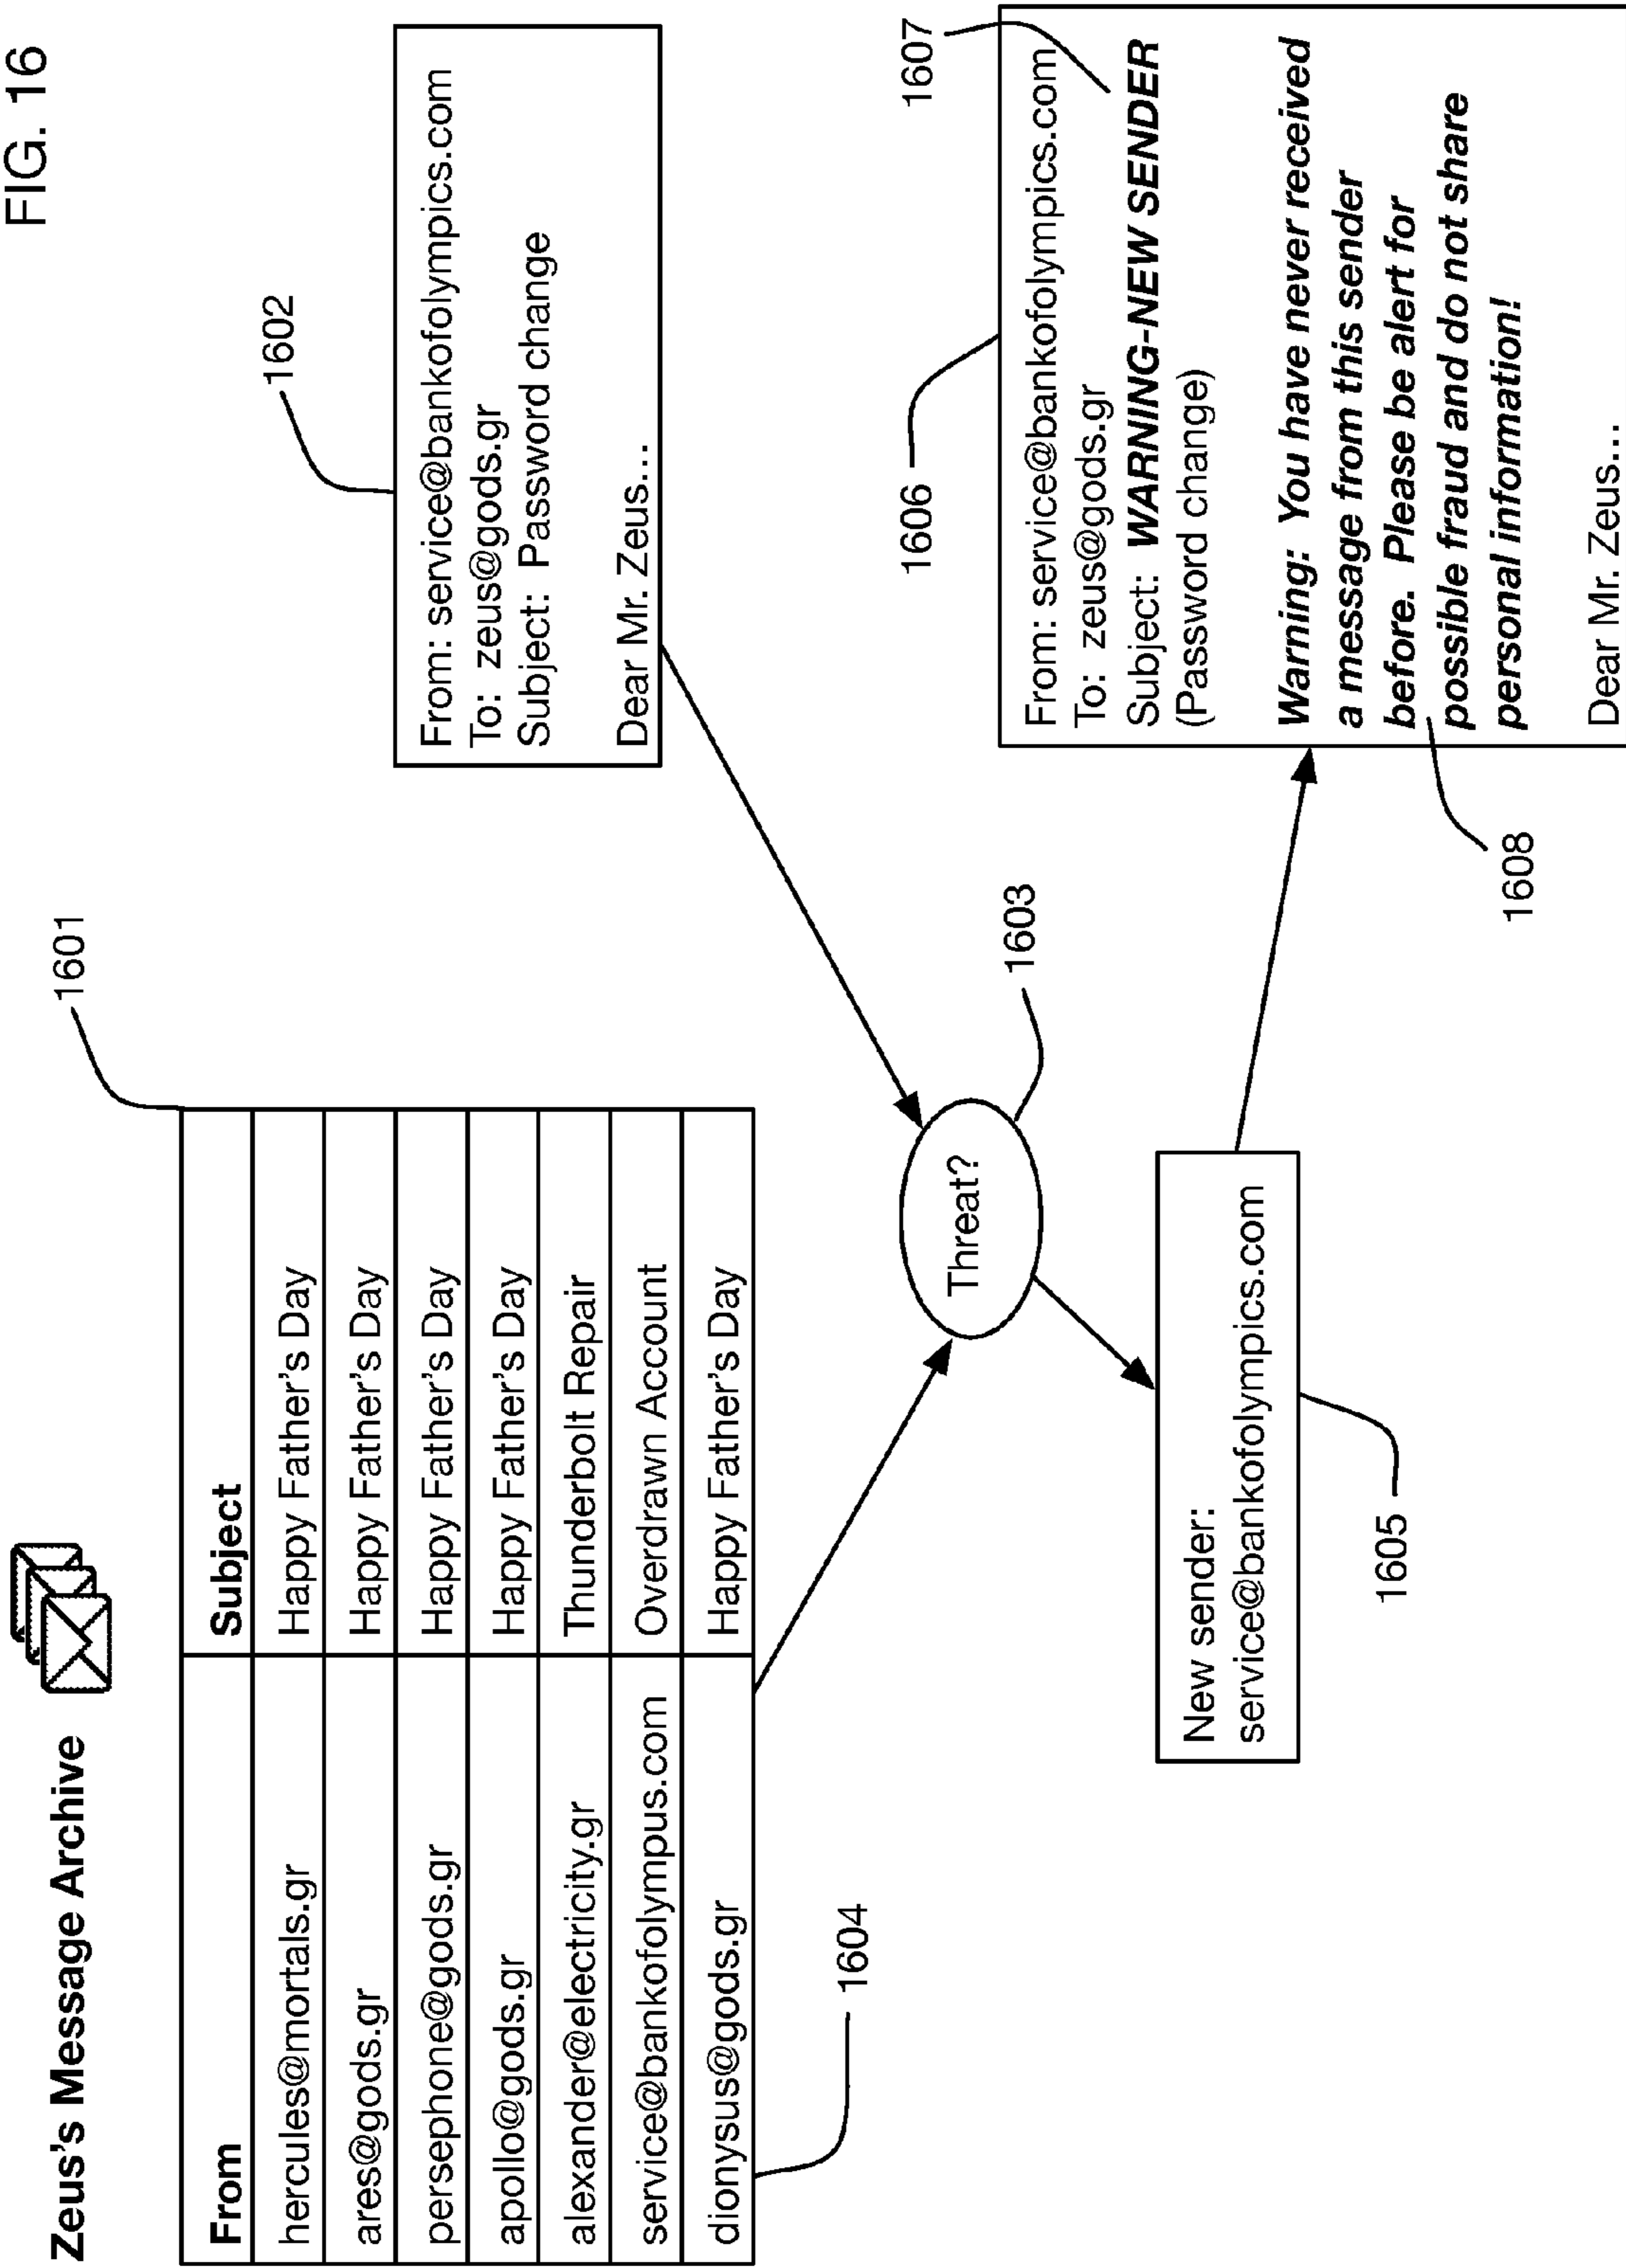 FIG. 16
Zeus's Message Archive
1601
From Subject
hercules@mortals.gr Happy Father's Day
ares@gods.gr Happy Father's Day
persephone@gods.gr Happy Father's Day
apollo@gods.gr Happy Father's Day
alexander@electricity.gr Thunderbolt Repair
service@bankofolympus.com Overdrawn Account
dionysus@gods.gr Happy Father's Day
1604
1602
From: service@bankofolympics.com
To: zeus@gods.gr
Subject: Password change
Dear Mr. Zeus...
Threat?
1603
New sender:
service@bankofolympics.com
1605
1606
1607
From: service@bankofolympics.com
To: zeus@gods.gr
Subject: WARNING-NEW SENDER
(Password change)
Warning: You have never received
a message from this sender
before. Please be alert for
possible fraud and do not share
personal information!
Dear Mr. Zeus...
1608